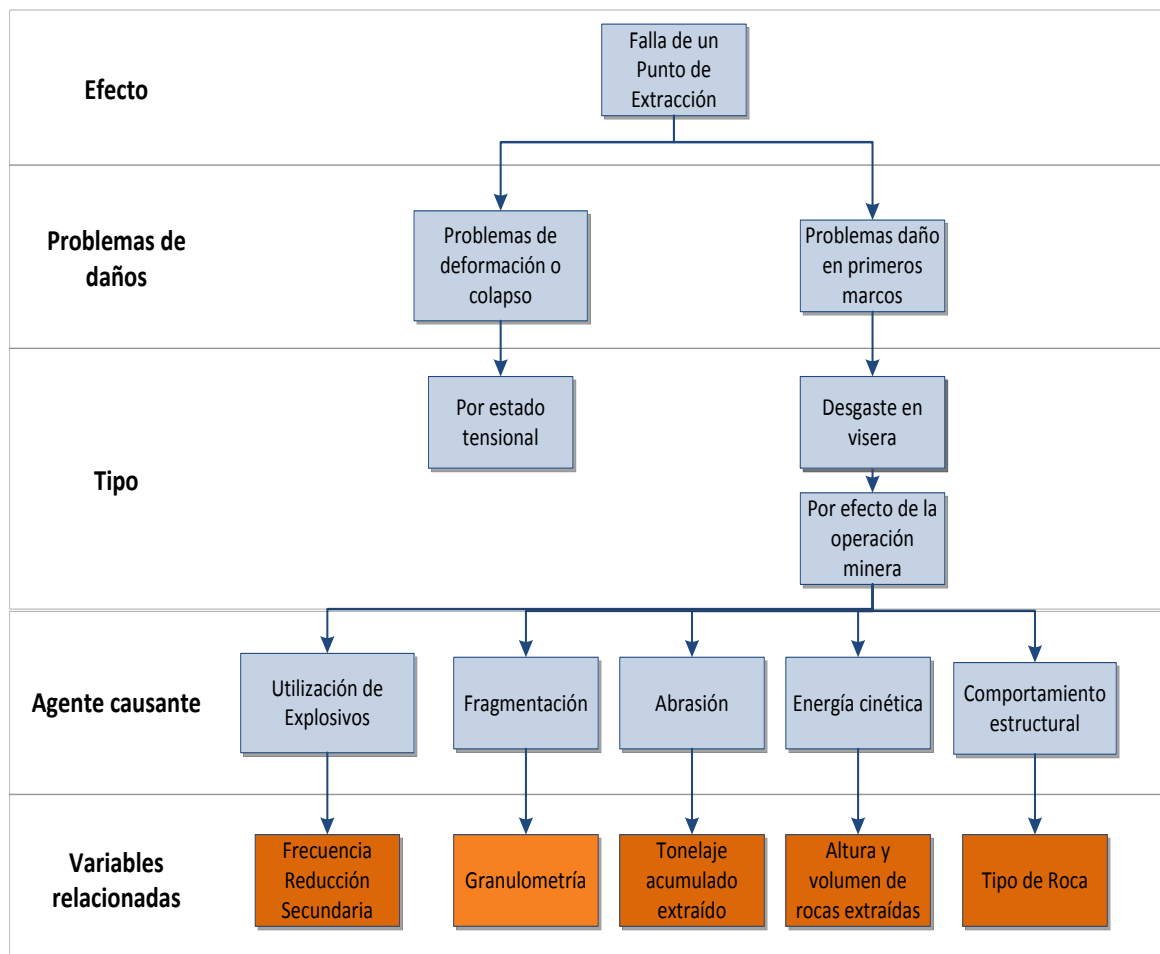 Efecto
Falla de un
Punto de
Extracción
Problemas de
daños
Problemas de
deformación o
colapso
Problemas daño
en primeros
marcos
Tipo
Por estado
tensional
Desgaste en
visera
Por efecto de la
operación
minera
Agente causante
Utilización de
Explosivos
Fragmentación
Abrasión
Energía cinética
Comportamiento
estructural
Variables
relacionadas
Frecuencia
Reducción
Secundaria
Granulometría
Tonelaje
acumulado
extraído
Altura y
volumen de
rocas extraídas
Tipo de Roca